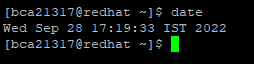 [bca21317@redhat ~]$ date
Wed Sep 28 17:19:33 IST 2022
[bca21317@redhat ~]$